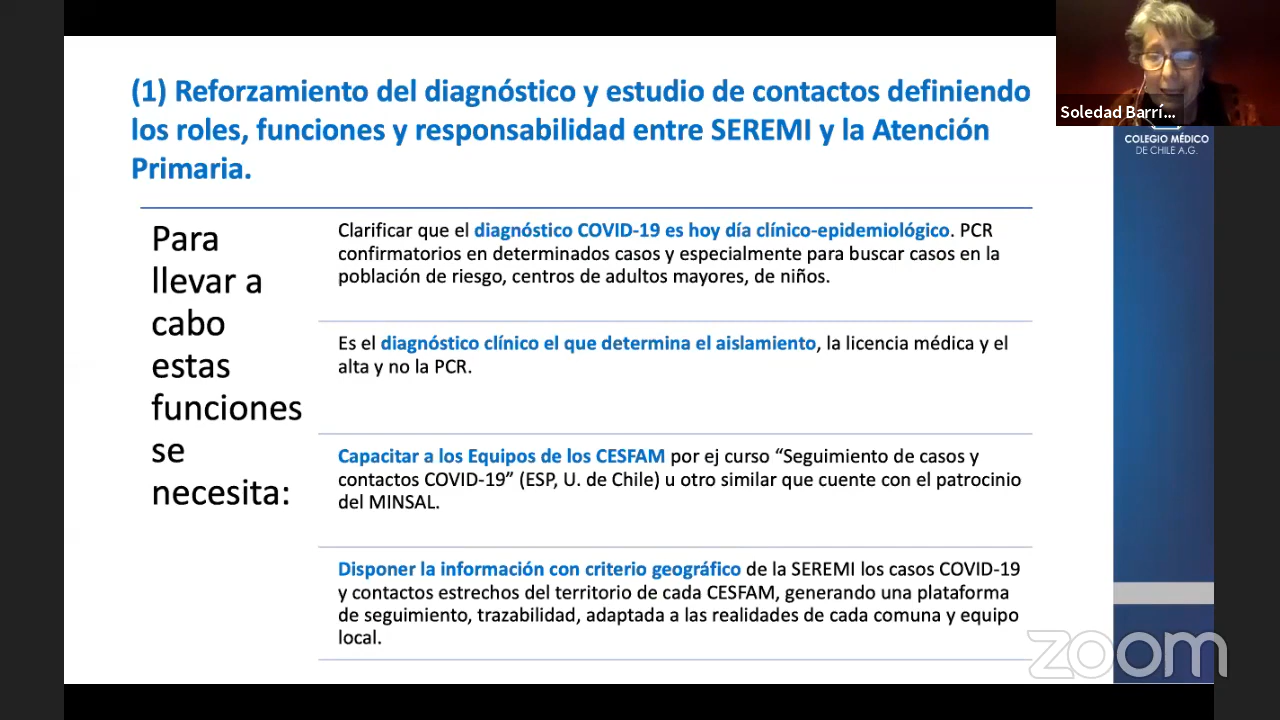 (1) Reforzamiento del diagnóstico y estudio de contactos definiendo
los roles, funciones y responsabilidad entre SEREMI y la Atención
Primaria.
Soledad Barrí...
COLEGIO MÉDICO
DE CHILE A.G.
Para
llevar a
cabo
estas
funciones
se
necesita:
Clarificar que el diagnóstico COVID-19 es hoy día clínico-epidemiológico. PCR
confirmatorios en determinados casos y especialmente para buscar casos en la
población de riesgo, centros de adultos mayores, de niños.
Es el diagnóstico clínico el que determina el aislamiento, la licencia médica y el
alta y no la PCR.
Capacitar a los Equipos de los CESFAM por ej curso “Seguimiento de casos y
contactos COVID-19” (ESP, U. de Chile) u otro similar que cuente con el patrocinio
del MINSAL.
Disponer la información con criterio geográfico de la SEREMI los casos COVID-19
y contactos estrechos del territorio de cada CESFAM, generando una plataforma
de seguimiento, trazabilidad, adaptada a las realidades de cada comuna y equipo
local.
zoom